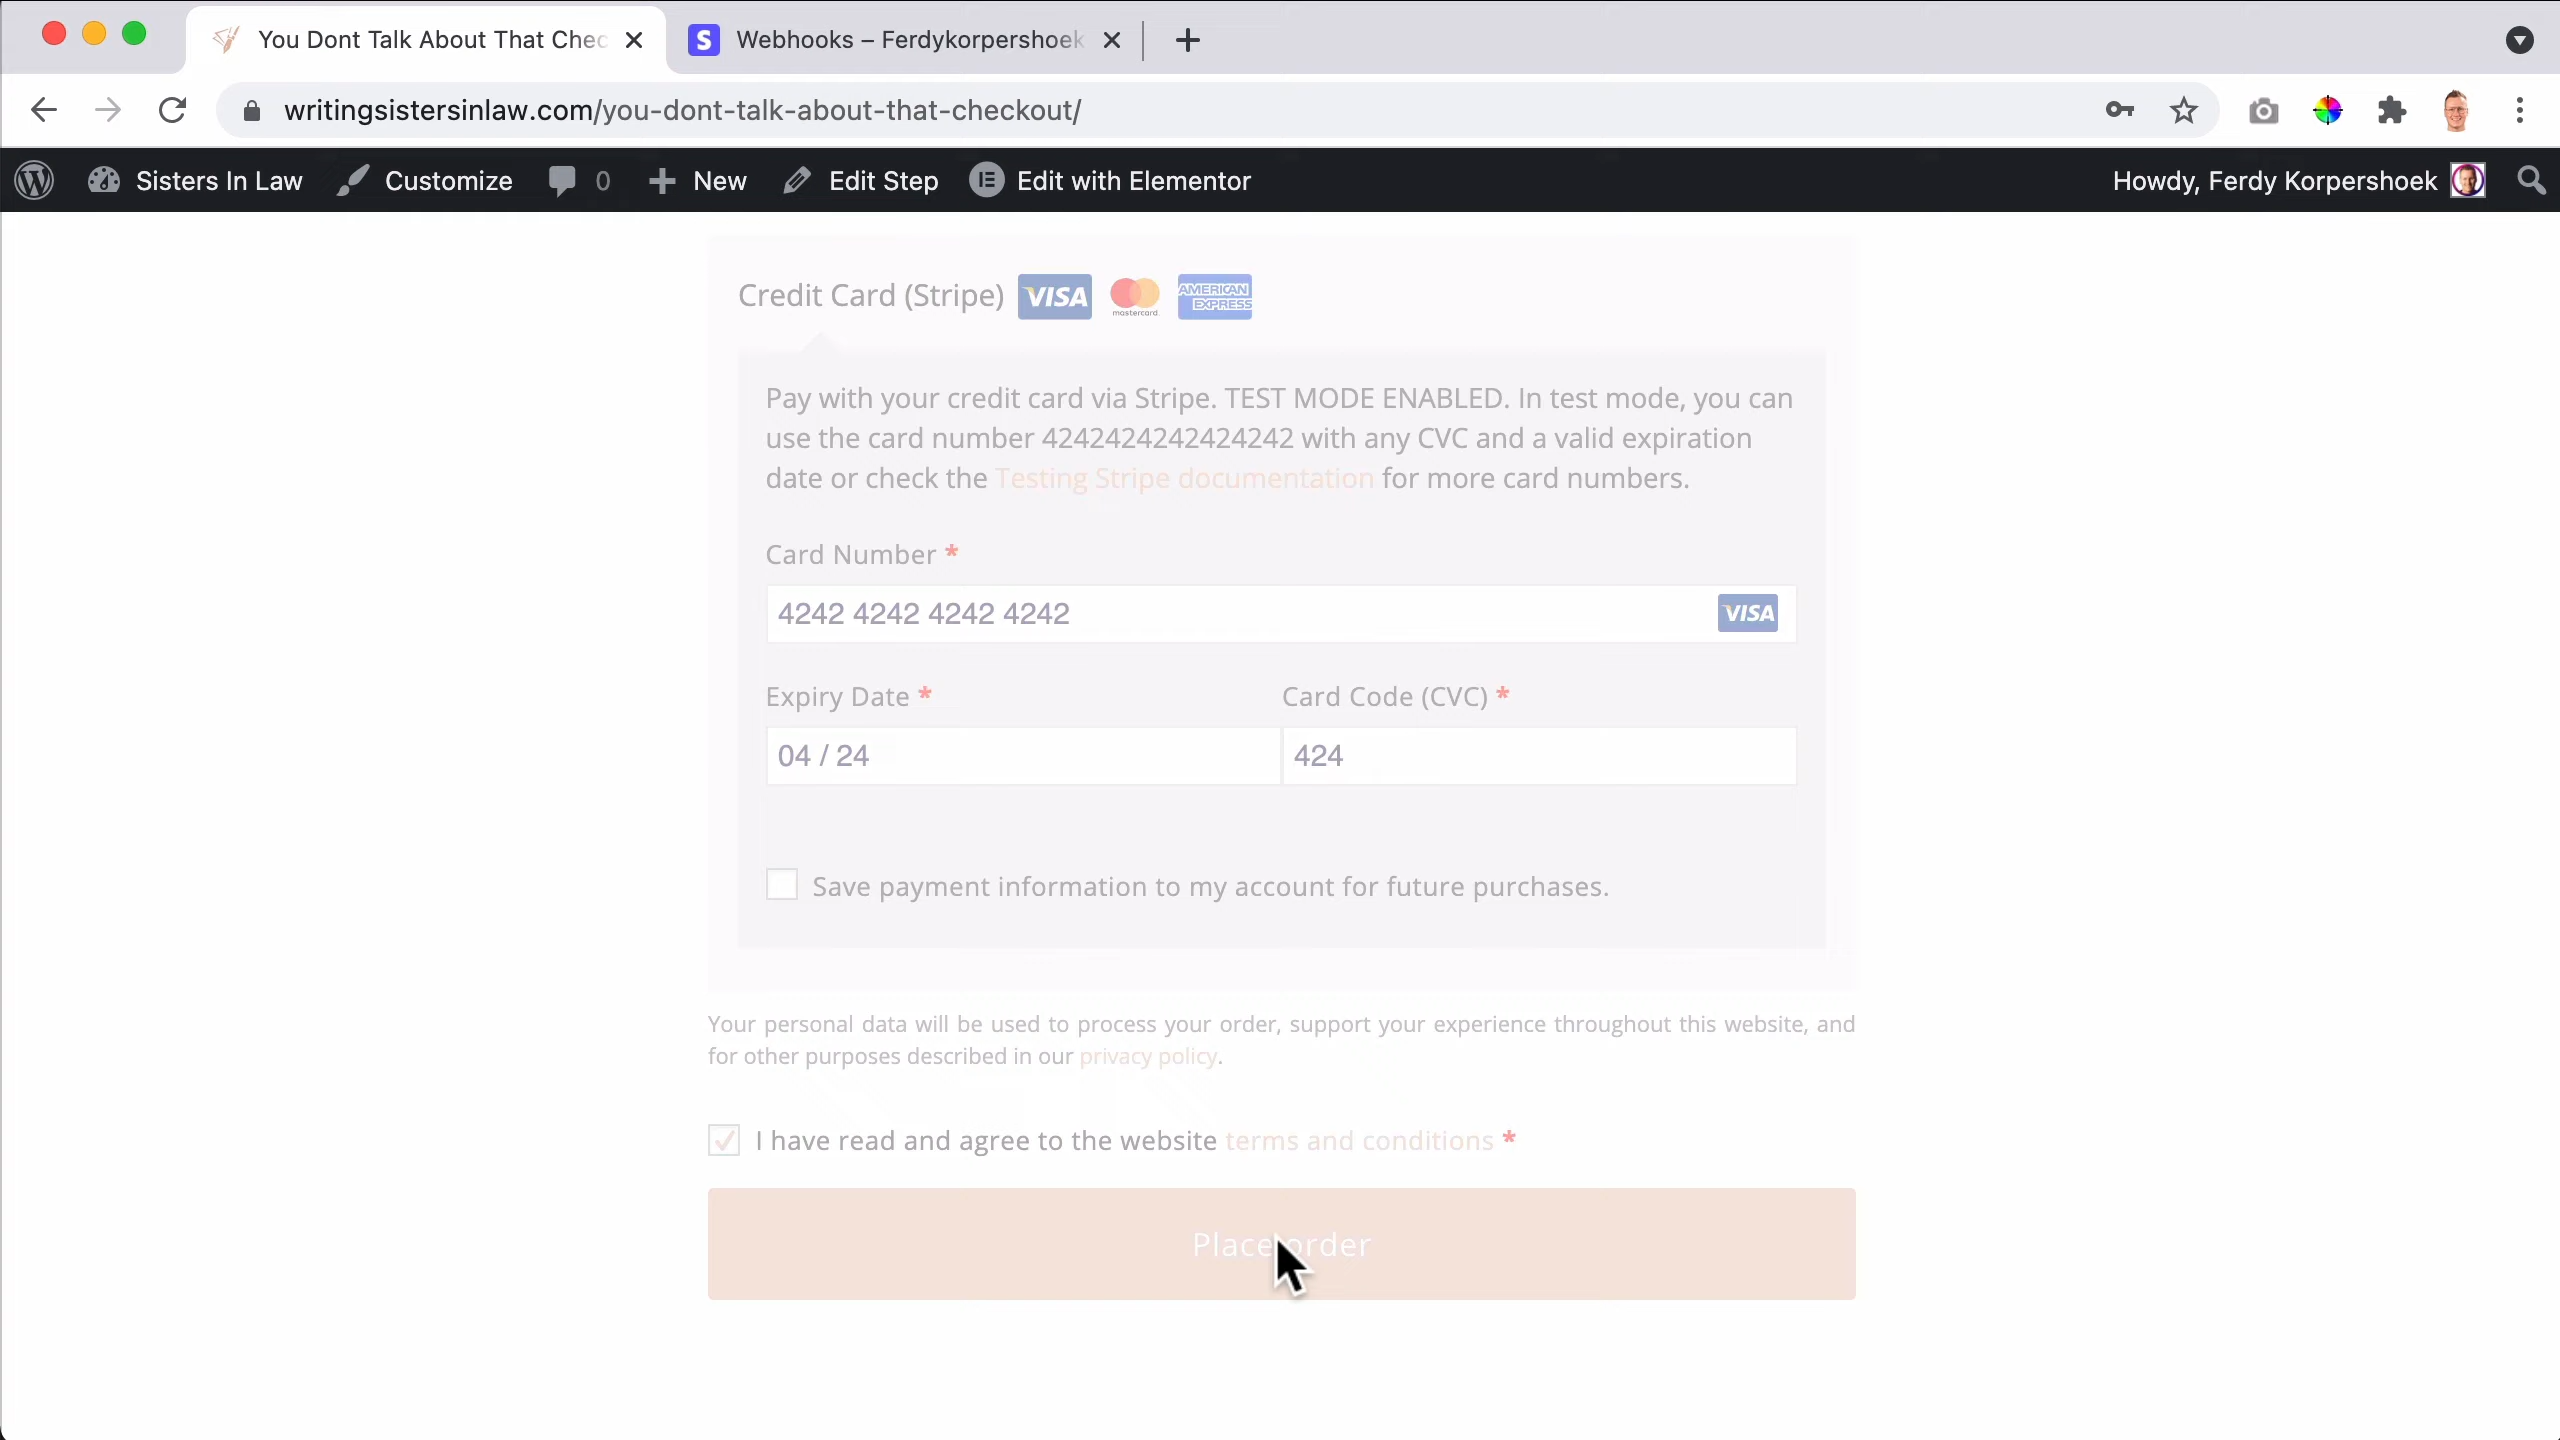 You Dont Talk About That Chec
Webhooks – Ferdykorpershoek
writingsistersinlaw.com/you-dont-talk-about-that-checkout/
Sisters In Law Customize 0 New Edit Step Edit with Elementor Howdy, Ferdy Korpershoek
Credit Card (Stripe) VISA mastercard. AMERICAN EXPRESS
Pay with your credit card via Stripe. TEST MODE ENABLED. In test mode, you can
use the card number 4242424242424242 with any CVC and a valid expiration
date or check the Testing Stripe documentation for more card numbers.
Card Number *
4242 4242 4242 4242 VISA
Expiry Date * Card Code (CVC) *
04 / 24 424
Save payment information to my account for future purchases.
Your personal data will be used to process your order, support your experience throughout this website, and
for other purposes described in our privacy policy.
I have read and agree to the website terms and conditions *
Place order